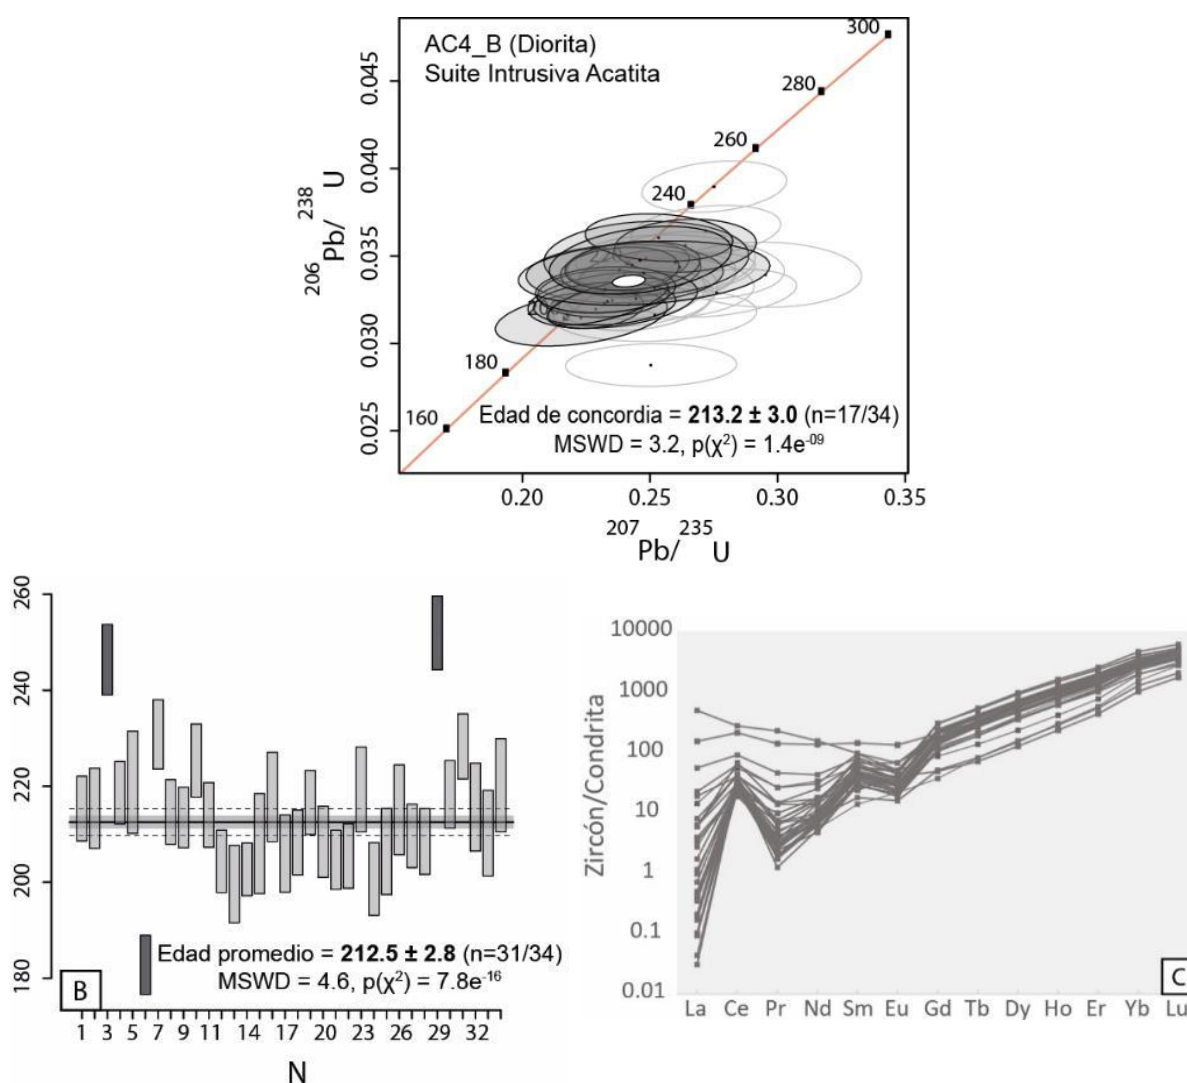 AC4_B (Diorita)
Suite Intrusiva Acatita
300
280
260
240
180
160
0.045
0.040
0.035
0.030
0.025
206Pb/238U
Edad de concordia = 213.2 ± 3.0 (n=17/34)
MSWD = 3.2, p(χ²) = 1.4e-09
0.20 0.25 0.30 0.35
207Pb/235U
260
240
220
200
180
Edad promedio = 212.5 ± 2.8 (n=31/34)
MSWD = 4.6, p(χ²) = 7.8e-16
B
1 3 5 7 9 11 14 17 20 23 26 29 32
N
10000
1000
100
10
1
0.1
0.01
Zircón/Condrita
C
La Ce Pr Nd Sm Eu Gd Tb Dy Ho Er Yb Lu